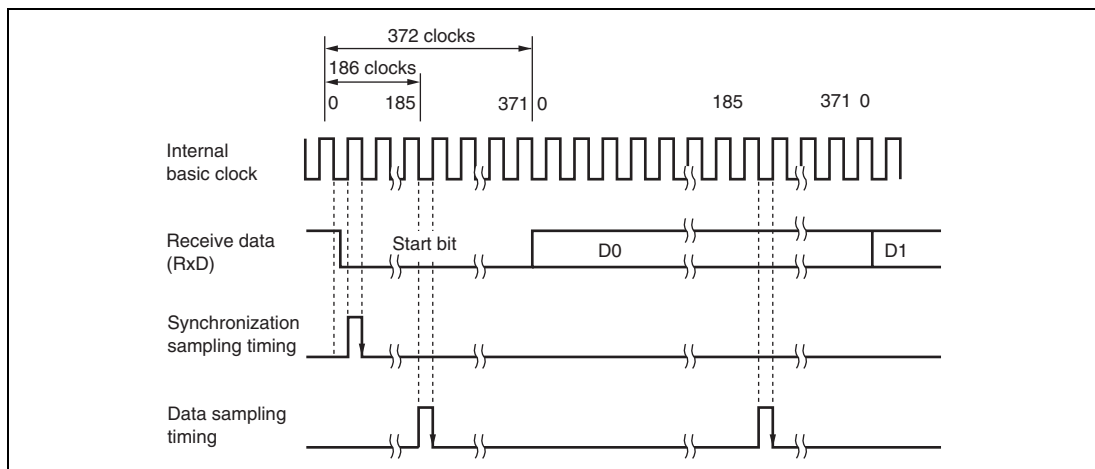 372 clocks
186 clocks
0 185 371 0 185 371 0
Internal
basic clock
Receive data
(RxD)
Start bit D0 D1
Synchronization
sampling timing
Data sampling
timing